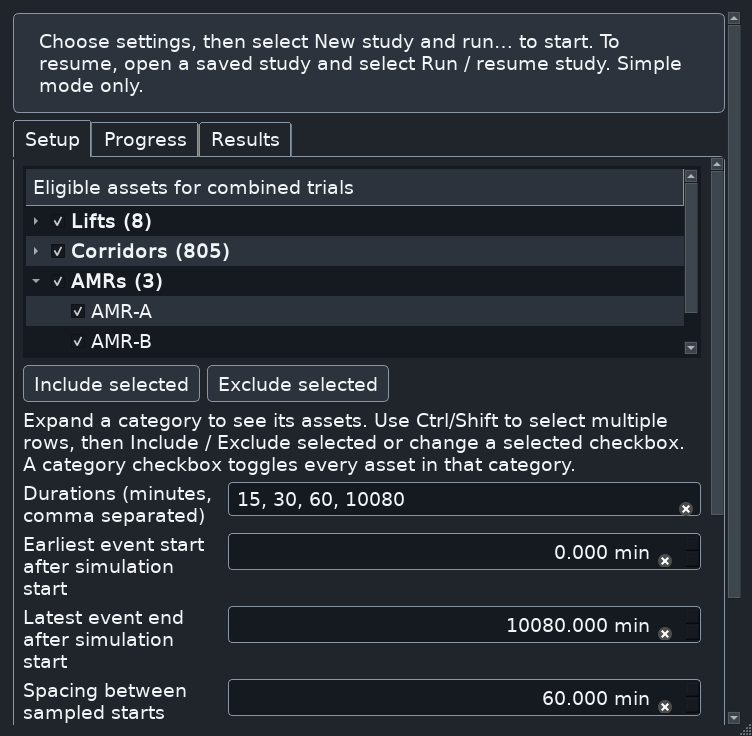 Choose settings, then select New study and run... to start. To
resume, open a saved study and select Run / resume study. Simple
mode only.
Setup
Progress
Results
Eligible assets for combined trials
Lifts (8)
Corridors (805)
AMRs (3)
AMR-A
AMR-B
Include selected
Exclude selected
Expand a category to see its assets. Use Ctrl/Shift to select multiple
rows, then Include / Exclude selected or change a selected checkbox.
A category checkbox toggles every asset in that category.
Durations (minutes,
comma separated)
15, 30, 60, 10080
Earliest event start
after simulation
start
0.000 min
Latest event end
after simulation
start
10080.000 min
Spacing between
sampled starts
60.000 min